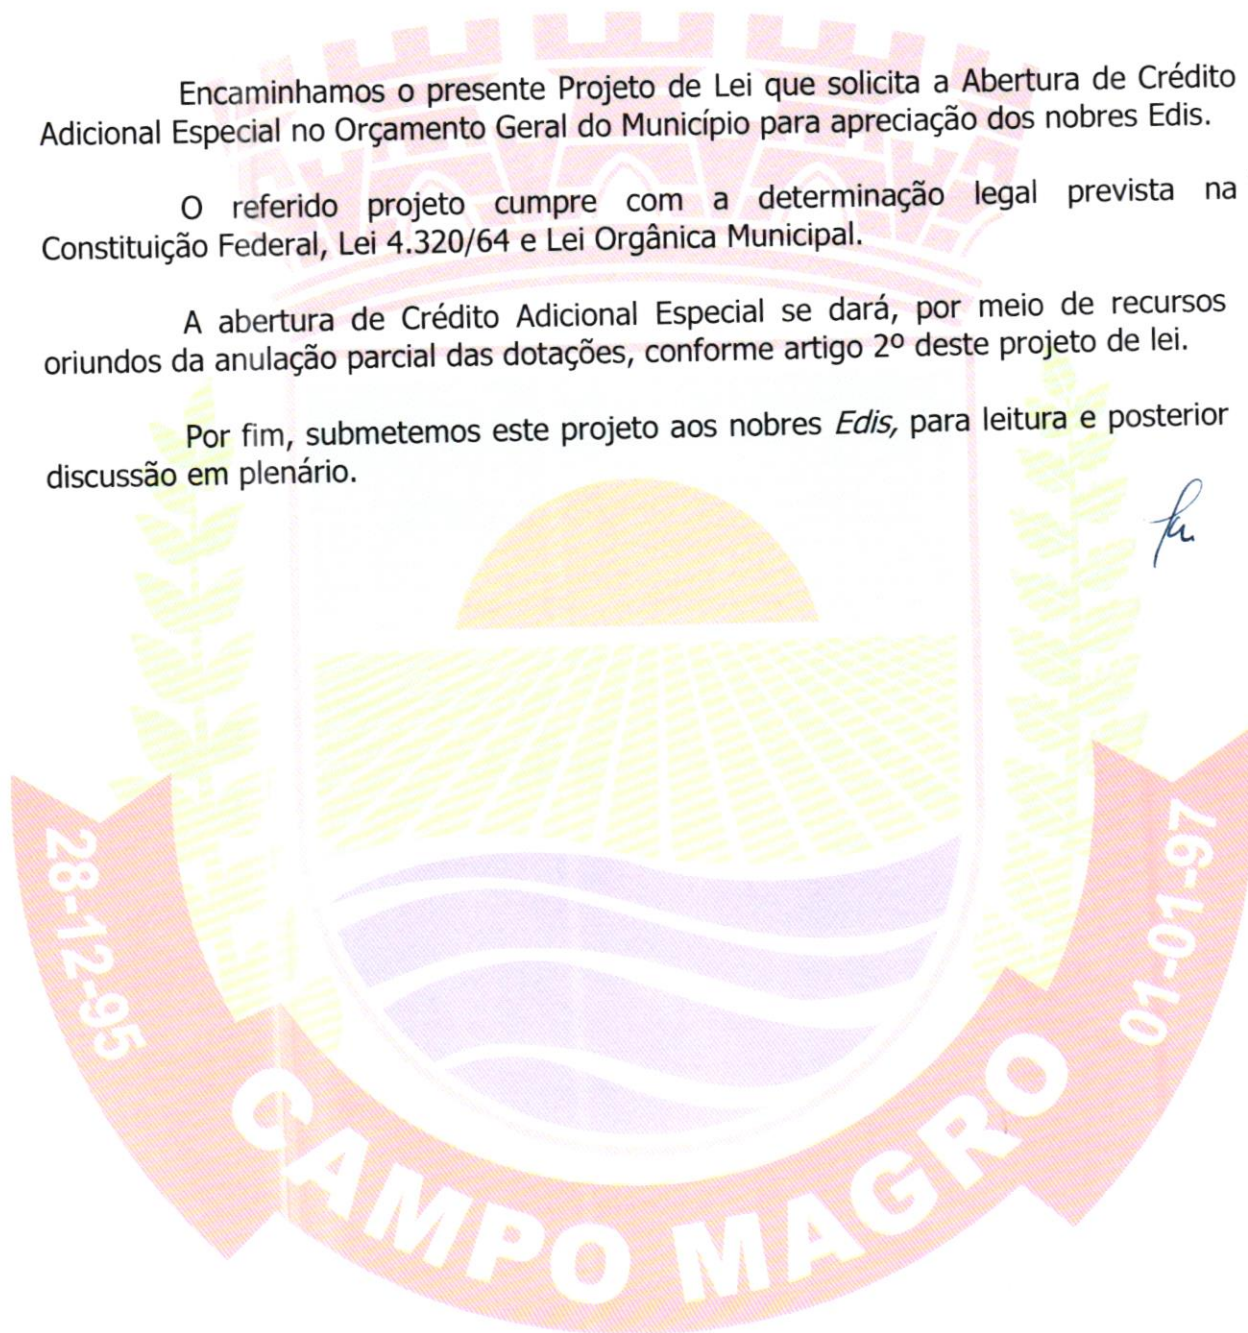 Encaminhamos o presente Projeto de Lei que solicita a Abertura de Crédito
Adicional Especial no Orçamento Geral do Município para apreciação dos nobres Edis.
O referido projeto cumpre com a determinação legal prevista na
Constituição Federal, Lei 4.320/64 e Lei Orgânica Municipal.
A abertura de Crédito Adicional Especial se dará, por meio de recursos
oriundos da anulação parcial das dotações, conforme artigo 2º deste projeto de lei.
Por fim, submetemos este projeto aos nobres Edis, para leitura e posterior
discussão em plenário.
28-12-95
CAMPO MAGRO
01-01-97